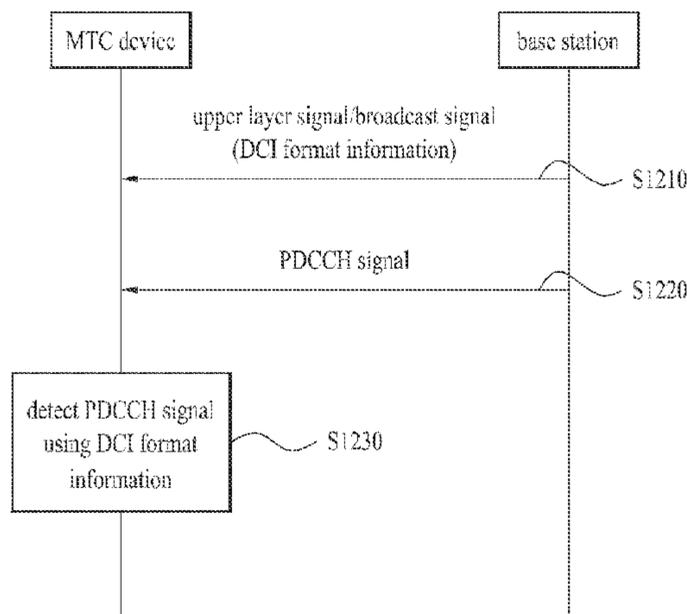 MTC device
base station
upper layer signal/broadcast signal
(DCI format information)
S1210
PDCCH signal
S1220
detect PDCCH signal
using DCI format
information
S1230